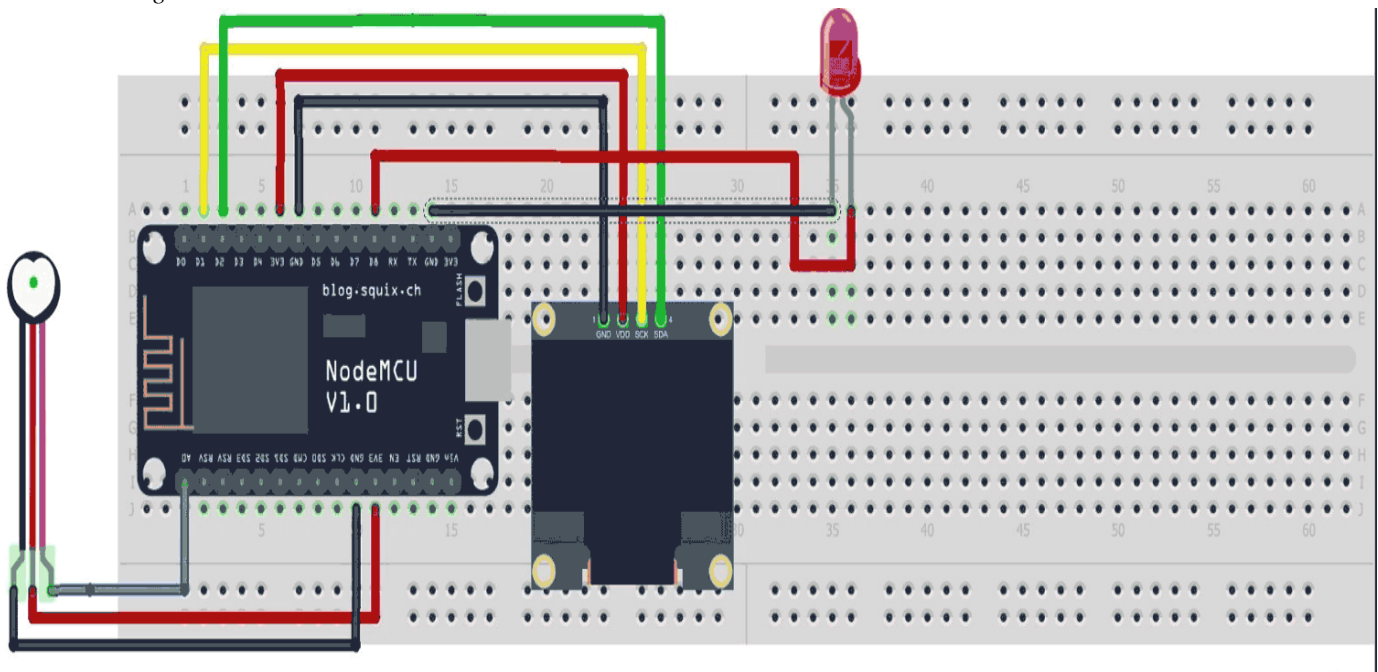 1 5 10 15 20 30 35 40 45 50 55 60
A A
B B
C C
D D
E E
D0 D1 D2 D3 D4 3V3 GND D5 D6 D7 D8 RX TX GND 3V3
blog.squix.ch
FLASH
1 4
GND VDD SCK SDA
NodeMCU
V1.0
RST
F F
G G
H H
I I
J J
A0 RSV RSV SD3 SD2 SD1 CMD SD0 CLK GND 3V3 EN RST GND Vin
5 15 30 35 40 45 50 55 60